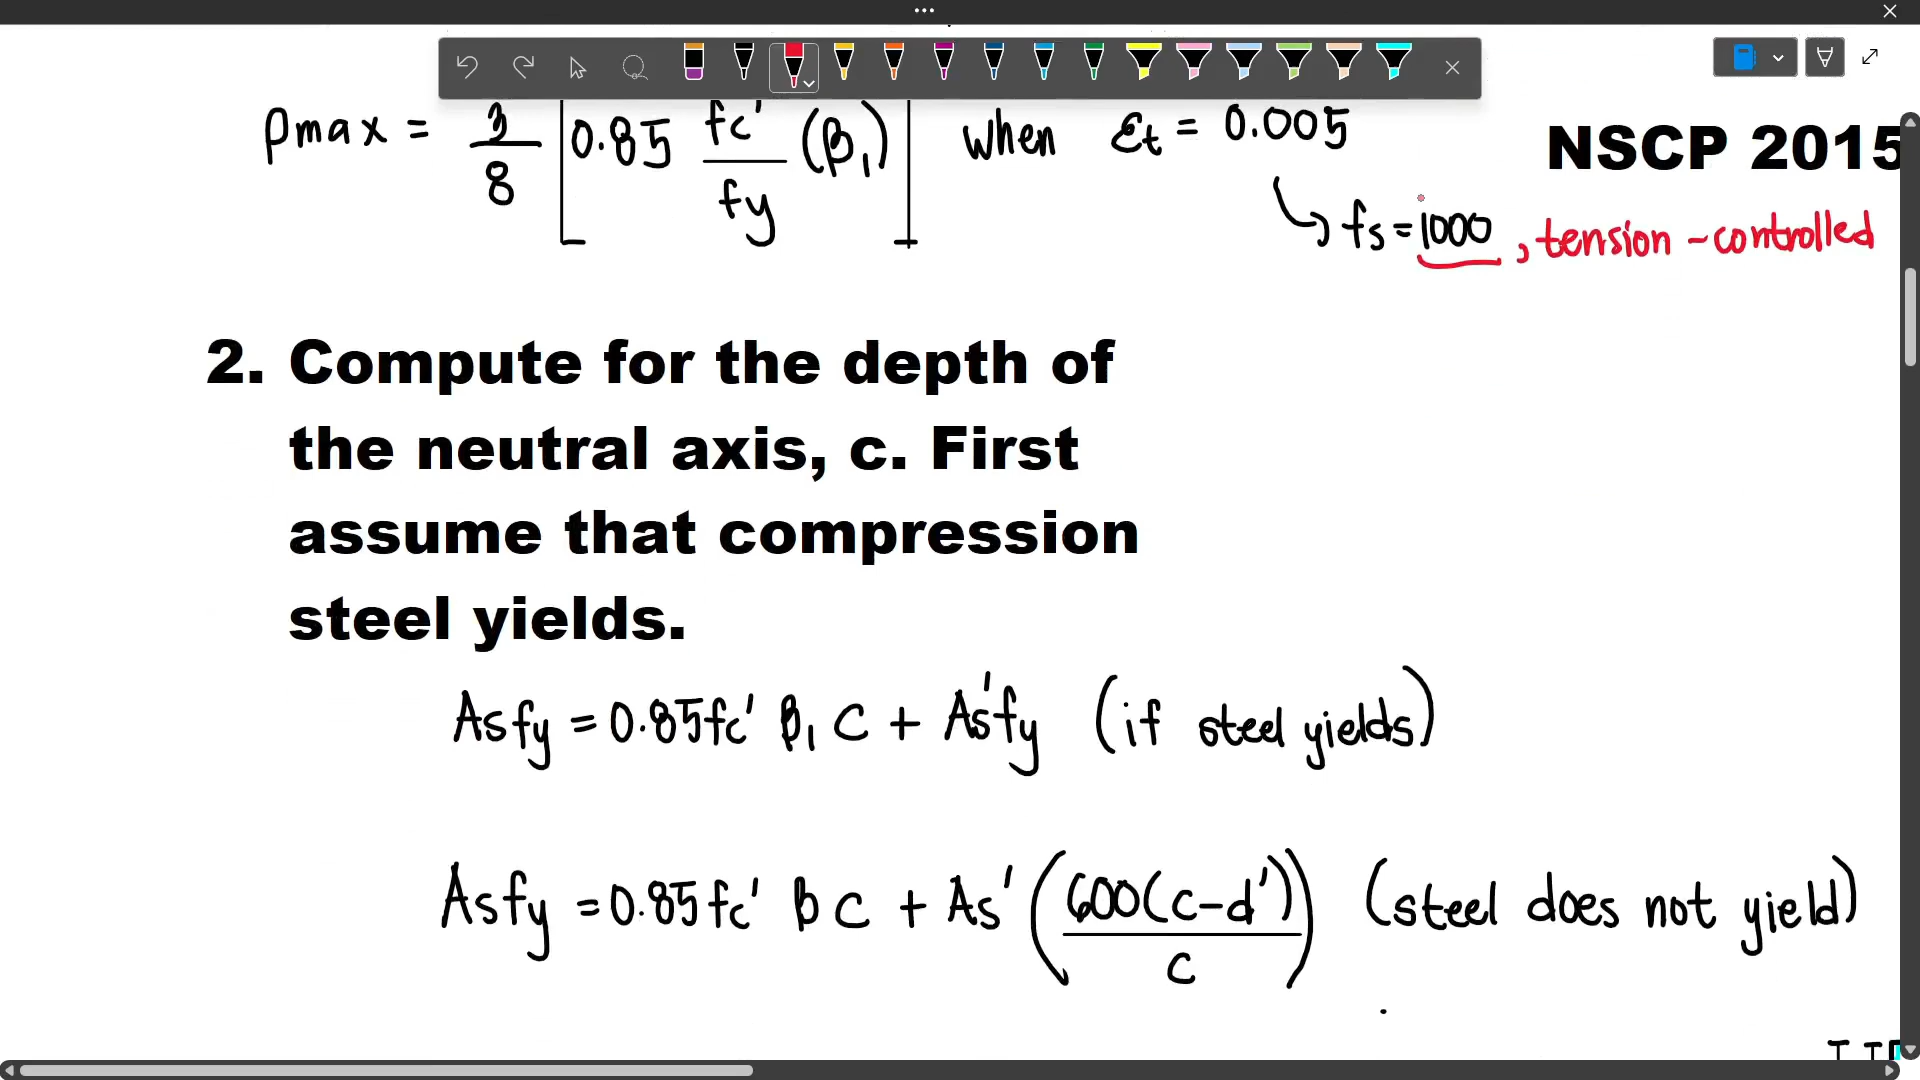 ρmax = 3/8 [0.85 fc'/fy (β₁)] when εt = 0.005
NSCP 2015
↳ fs = 1000, tension-controlled
2. Compute for the depth of
the neutral axis, c. First
assume that compression
steel yields.
Asfy = 0.85fc' β₁ C + As'fy (if steel yields)
Asfy = 0.85fc' β C + As' (600(c-d')/c) (steel does not yield)